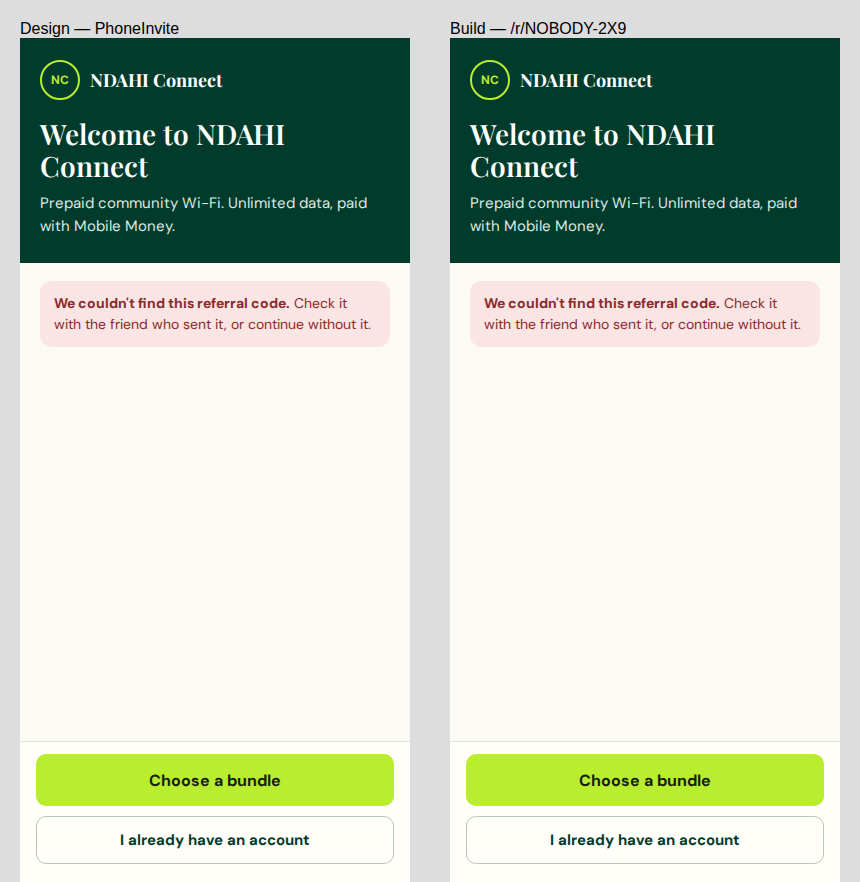 Design — PhoneInvite
NC
NDAHI Connect
Welcome to NDAHI
Connect
Prepaid community Wi-Fi. Unlimited data, paid
with Mobile Money.
We couldn't find this referral code. Check it
with the friend who sent it, or continue without it.
Choose a bundle
I already have an account
Build — /r/NOBODY-2X9
NC
NDAHI Connect
Welcome to NDAHI
Connect
Prepaid community Wi-Fi. Unlimited data, paid
with Mobile Money.
We couldn't find this referral code. Check it
with the friend who sent it, or continue without it.
Choose a bundle
I already have an account